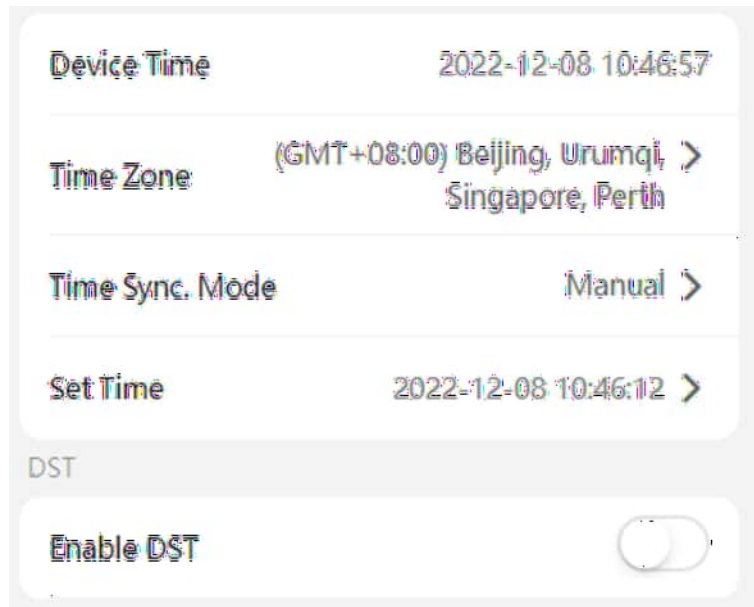 Device Time 2022-12-08 10:46:57
Time Zone (GMT+08:00) Beijing, Urumqi,
Singapore, Perth
Time Sync. Mode Manual
Set Time 2022-12-08 10:46:12
DST
Enable DST